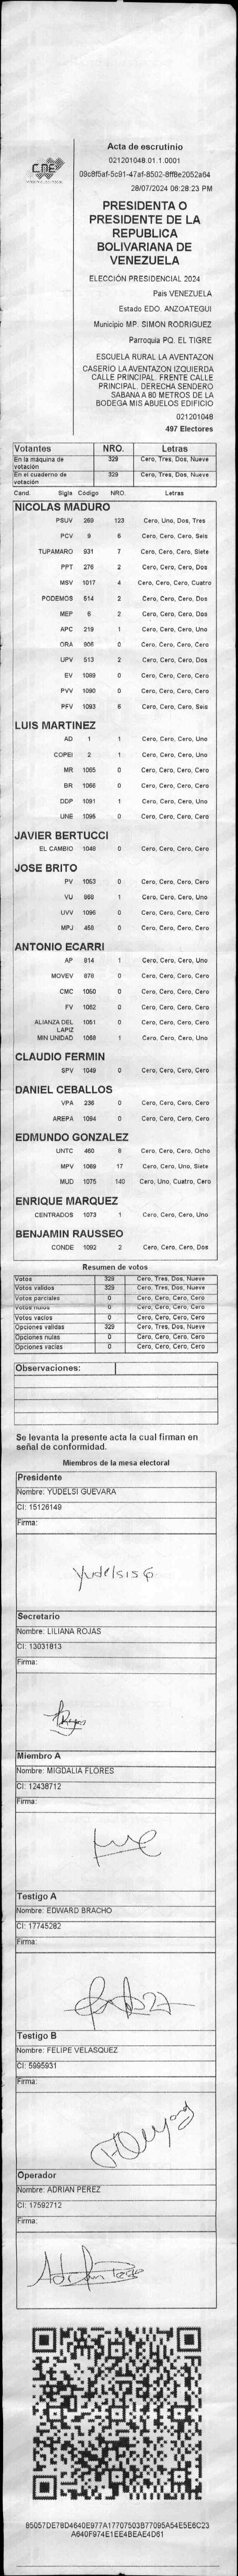 CNE
Acta de escrutinio
021201048.01.1.0001
28/07/2024 06:28:23 PM
PRESIDENTA O
PRESIDENTE DE LA
REPUBLICA
BOLIVARIANA DE
VENEZUELA
ELECCIÓN PRESIDENCIAL 2024
Pais VENEZUELA
Estado EDO. ANZOATEGUI
Municipio MP. SIMON RODRIGUEZ
Parroquia PQ. EL TIGRE
ESCUELA RURAL LA AVENTAZON
CASERIO LA AVENTAZON IZQUIERDA
CALLE PRINCIPAL. FRENTE CALLE
PRINCIPAL. DERECHA SENDERO
SABANA A 80 METROS DE LA
BODEGA MIS ABUELOS EDIFICIO
021201048
497 Electores
Votantes NRO. Letras
En la máquina de votación 329 Cero, Tres, Dos, Nueve
En el cuaderno de votación 329 Cero, Tres, Dos, Nueve
Cand. Sigla Código NRO. Letras
NICOLAS MADURO
PSUV 269 123 Cero, Uno, Dos, Tres
PCV 9 6 Cero, Cero, Cero, Seis
TUPAMARO 931 7 Cero, Cero, Cero, Siete
PPT 276 2 Cero, Cero, Cero, Dos
MSV 1017 4 Cero, Cero, Cero, Cuatro
PODEMOS 514 2 Cero, Cero, Cero, Dos
MEP 6 2 Cero, Cero, Cero, Dos
APC 219 1 Cero, Cero, Cero, Uno
ORA 906 0 Cero, Cero, Cero, Cero
UPV 513 2 Cero, Cero, Cero, Dos
EV 1089 0 Cero, Cero, Cero, Cero
PVV 1090 0 Cero, Cero, Cero, Cero
PFV 1093 6 Cero, Cero, Cero, Seis
LUIS MARTINEZ
AD 1 1 Cero, Cero, Cero, Uno
COPEI 2 1 Cero, Cero, Cero, Uno
MR 1065 0 Cero, Cero, Cero, Cero
BR 1066 0 Cero, Cero, Cero, Cero
DDP 1091 1 Cero, Cero, Cero, Uno
UNE 1095 0 Cero, Cero, Cero, Cero
JAVIER BERTUCCI
EL CAMBIO 1048 0 Cero, Cero, Cero, Cero
JOSE BRITO
PV 1053 0 Cero, Cero, Cero, Cero
VU 868 1 Cero, Cero, Cero, Uno
UVV 1096 0 Cero, Cero, Cero, Cero
MPJ 458 0 Cero, Cero, Cero, Cero
ANTONIO ECARRI
AP 814 1 Cero, Cero, Cero, Uno
MOVEV 879 0 Cero, Cero, Cero, Cero
CMC 1050 0 Cero, Cero, Cero, Cero
FV 1052 0 Cero, Cero, Cero, Cero
ALIANZA DEL LAPIZ 1051 0 Cero, Cero, Cero, Cero
MIN UNIDAD 1068 1 Cero, Cero, Cero, Uno
CLAUDIO FERMIN
SPV 1049 0 Cero, Cero, Cero, Cero
DANIEL CEBALLOS
VPA 236 0 Cero, Cero, Cero, Cero
AREPA 1094 0 Cero, Cero, Cero, Cero
EDMUNDO GONZALEZ
UNTC 460 8 Cero, Cero, Cero, Ocho
MPV 1069 17 Cero, Cero, Uno, Siete
MUD 1075 140 Cero, Uno, Cuatro, Cero
ENRIQUE MARQUEZ
CENTRADOS 1073 1 Cero, Cero, Cero, Uno
BENJAMIN RAUSSEO
CONDE 1092 2 Cero, Cero, Cero, Dos
Resumen de votos
Votos 329 Cero, Tres, Dos, Nueve
Votos validos 329 Cero, Tres, Dos, Nueve
Votos parciales 0 Cero, Cero, Cero, Cero
Votos nulos 0 Cero, Cero, Cero, Cero
Votos vacios 0 Cero, Cero, Cero, Cero
Opciones validas 329 Cero, Tres, Dos, Nueve
Opciones nulas 0 Cero, Cero, Cero, Cero
Opciones vacias 0 Cero, Cero, Cero, Cero
Observaciones:
Se levanta la presente acta la cual firman en
señal de conformidad.
Miembros de la mesa electoral
Presidente
Nombre: YUDELSI GUEVARA
CI: 15126149
Firma:
Yudelsis G
Secretario
Nombre: LILIANA ROJAS
CI: 13031813
Firma:
Miembro A
Nombre: MIGDALIA FLORES
CI: 12438712
Firma:
Testigo A
Nombre: EDWARD BRACHO
CI: 17745282
Firma:
Testigo B
Nombre: FELIPE VELASQUEZ
CI: 5995931
Firma:
Operador
Nombre: ADRIAN PEREZ
CI: 17592712
Firma:
A640F974E1EE4BEAE4D61